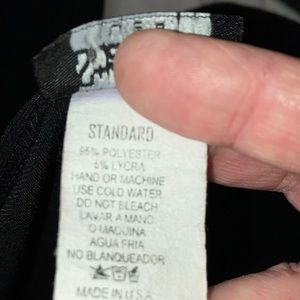 STANDARD
95% POLYESTER
5% LYCRA
HAND OR MACHINE
USE COLD WATER
DO NOT BLEACH
LAVAR A MANO
O MAQUINA
AGUA FRIA
NO BLANQUEADOR
MADE IN U.S.A